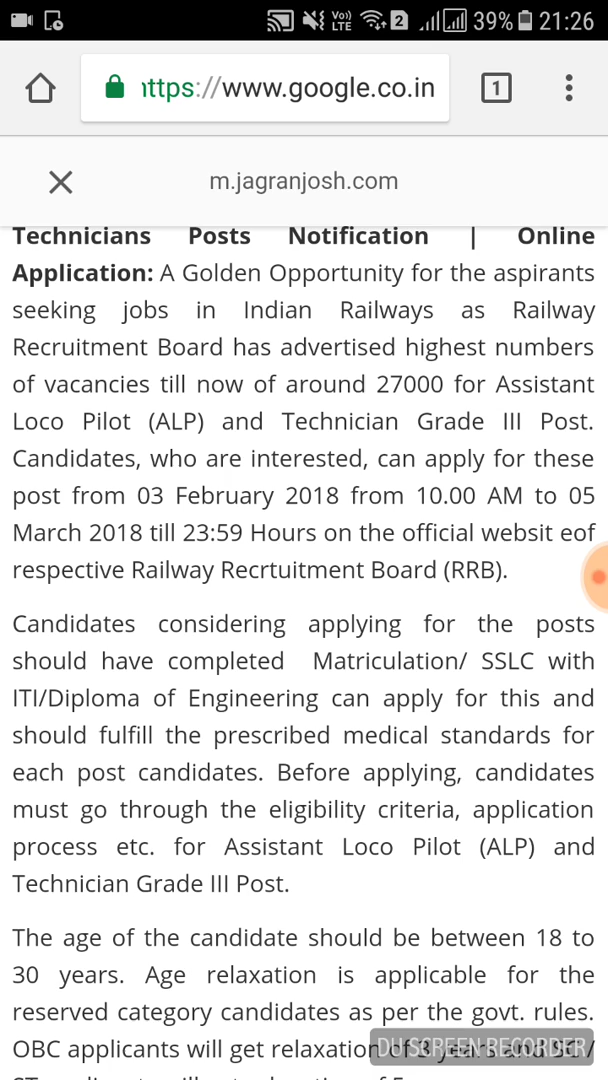 39% 21:26
https://www.google.co.in
1
m.jagranjosh.com
Technicians Posts Notification | Online
Application: A Golden Opportunity for the aspirants
seeking jobs in Indian Railways as Railway
Recruitment Board has advertised highest numbers
of vacancies till now of around 27000 for Assistant
Loco Pilot (ALP) and Technician Grade III Post.
Candidates, who are interested, can apply for these
post from 03 February 2018 from 10.00 AM to 05
March 2018 till 23:59 Hours on the official websit eof
respective Railway Recrtuitment Board (RRB).
Candidates considering applying for the posts
should have completed Matriculation/ SSLC with
ITI/Diploma of Engineering can apply for this and
should fulfill the prescribed medical standards for
each post candidates. Before applying, candidates
must go through the eligibility criteria, application
process etc. for Assistant Loco Pilot (ALP) and
Technician Grade III Post.
The age of the candidate should be between 18 to
30 years. Age relaxation is applicable for the
reserved category candidates as per the govt. rules.
OBC applicants will get relaxation of 3 years and SC/
DU SCREEN RECORDER